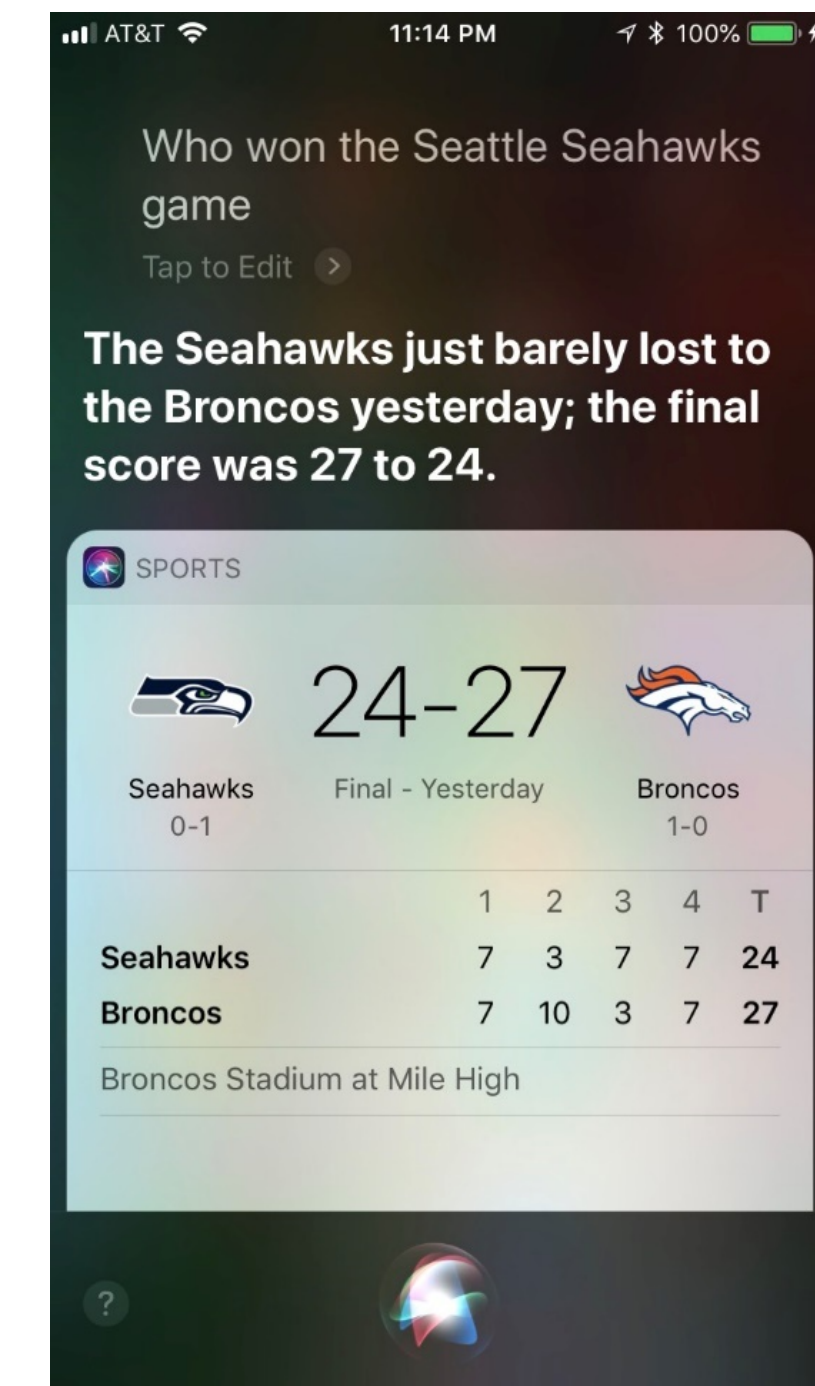 AT&T 11:14 PM 100%
Who won the Seattle Seahawks
game
Tap to Edit >
The Seahawks just barely lost to
the Broncos yesterday; the final
score was 27 to 24.
SPORTS
24-27
Seahawks Final - Yesterday Broncos
0-1 1-0
1 2 3 4 T
Seahawks 7 3 7 7 24
Broncos 7 10 3 7 27
Broncos Stadium at Mile High
?